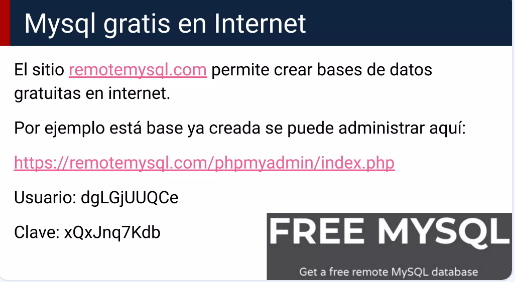 Mysql gratis en Internet
El sitio remotemysql.com permite crear bases de datos
gratuitas en internet.
Por ejemplo está base ya creada se puede administrar aquí:
https://remotemysql.com/phpmyadmin/index.php
Usuario: dgLGjUUQCe
Clave: xQxJnq7Kdb
FREE MYSQL
Get a free remote MySQL database